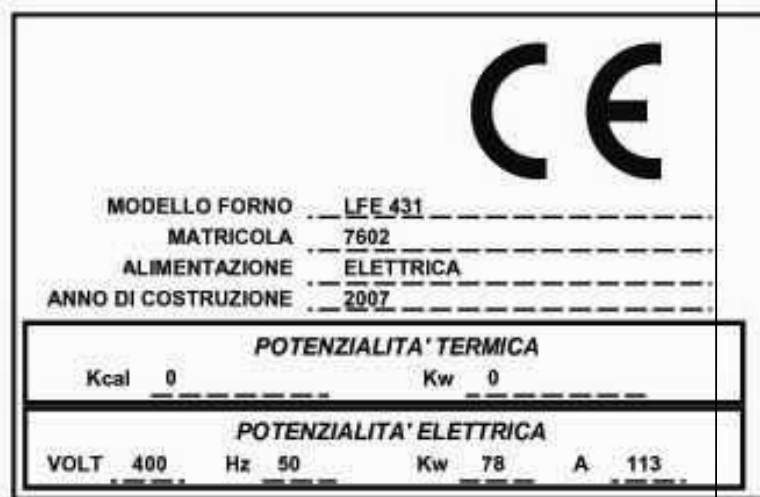 CE
MODELLO FORNO LFE 431
MATRICOLA 7602
ALIMENTAZIONE ELETTRICA
ANNO DI COSTRUZIONE 2007
POTENZIALITA' TERMICA
Kcal 0 Kw 0
POTENZIALITA' ELETTRICA
VOLT 400 Hz 50 Kw 78 A 113